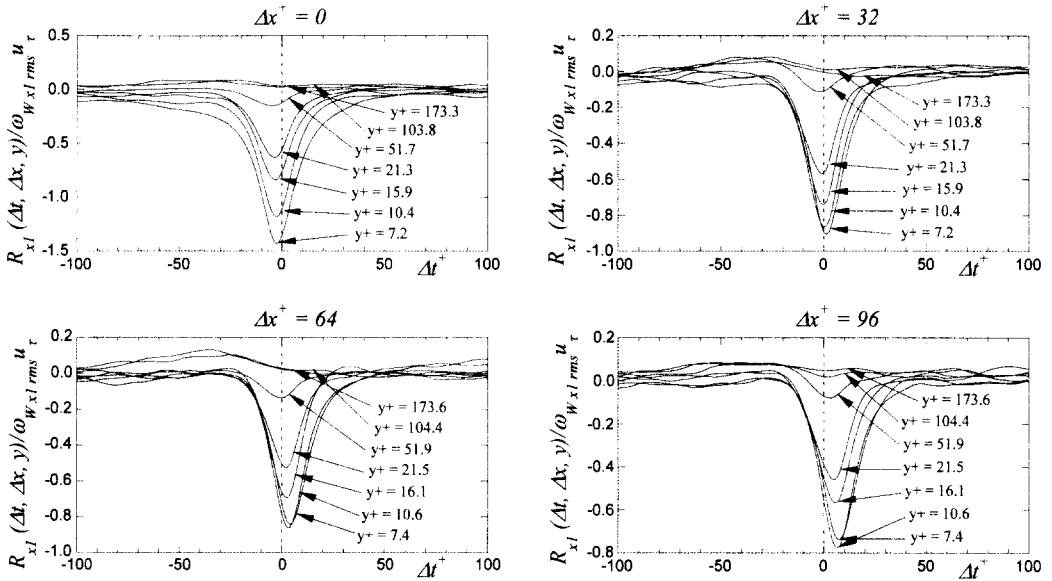 Δx⁺ = 0
R_x1 (Δt, Δx, y)/ω_W x1 rms u_τ
0.5
0.0
-0.5
-1.0
-1.5
y+ = 173.3
y+ = 103.8
y+ = 51.7
y+ = 21.3
y+ = 15.9
y+ = 10.4
y+ = 7.2
-100
-50
0
50
100
Δt⁺
Δx⁺ = 32
R_x1 (Δt, Δx, y)/ω_W x1 rms u_τ
0.2
0.0
-0.2
-0.4
-0.6
-0.8
-1.0
y+ = 173.3
y+ = 103.8
y+ = 51.7
y+ = 21.3
y+ = 15.9
y+ = 10.4
y+ = 7.2
-100
-50
0
50
100
Δt⁺
Δx⁺ = 64
R_x1 (Δt, Δx, y)/ω_W x1 rms u_τ
0.2
0.0
-0.2
-0.4
-0.6
-0.8
-1.0
y+ = 173.6
y+ = 104.4
y+ = 51.9
y+ = 21.5
y+ = 16.1
y+ = 10.6
y+ = 7.4
-100
-50
0
50
100
Δt⁺
Δx⁺ = 96
R_x1 (Δt, Δx, y)/ω_W x1 rms u_τ
0.2
0.0
-0.2
-0.4
-0.6
-0.8
y+ = 173.6
y+ = 104.4
y+ = 51.9
y+ = 21.5
y+ = 16.1
y+ = 10.6
y+ = 7.4
-100
-50
0
50
100
Δt⁺